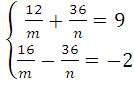 12/m + 36/n = 9
16/m − 36/n = −2